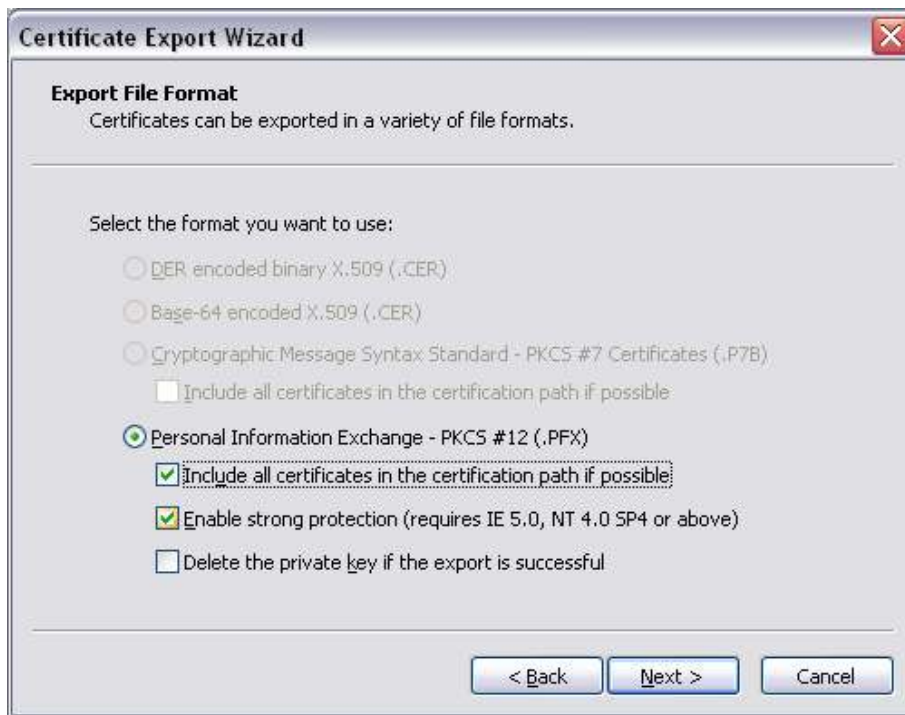 Certificate Export Wizard
Export File Format
Certificates can be exported in a variety of file formats.
Select the format you want to use:
DER encoded binary X.509 (.CER)
Base-64 encoded X.509 (.CER)
Cryptographic Message Syntax Standard - PKCS #7 Certificates (.P7B)
Include all certificates in the certification path if possible
Personal Information Exchange - PKCS #12 (.PFX)
Include all certificates in the certification path if possible
Enable strong protection (requires IE 5.0, NT 4.0 SP4 or above)
Delete the private key if the export is successful
< Back Next > Cancel